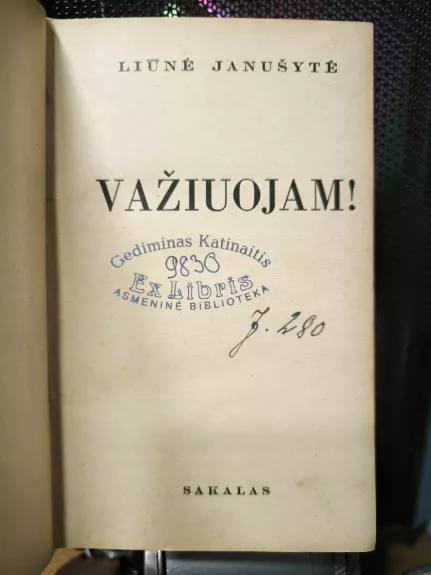 LIŪNĖ JANUŠYTĖ
VAŽIUOJAM!
Gediminas Katinaitis
9830
Ex Libris
ASMENINĖ BIBLIOTEKA
J. 280
SAKALAS